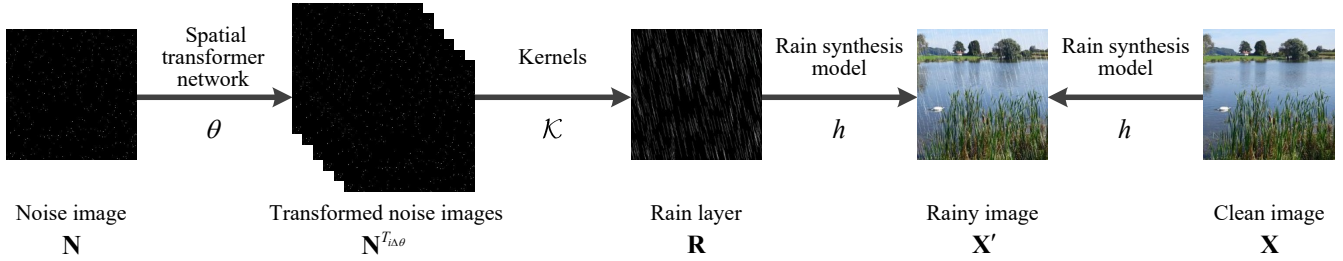 Spatial
transformer
network
θ
Kernels
𝒦
Rain synthesis
model
h
Rain synthesis
model
h
Noise image
N
Transformed noise images
N^{T_{iΔθ}}
Rain layer
R
Rainy image
X′
Clean image
X